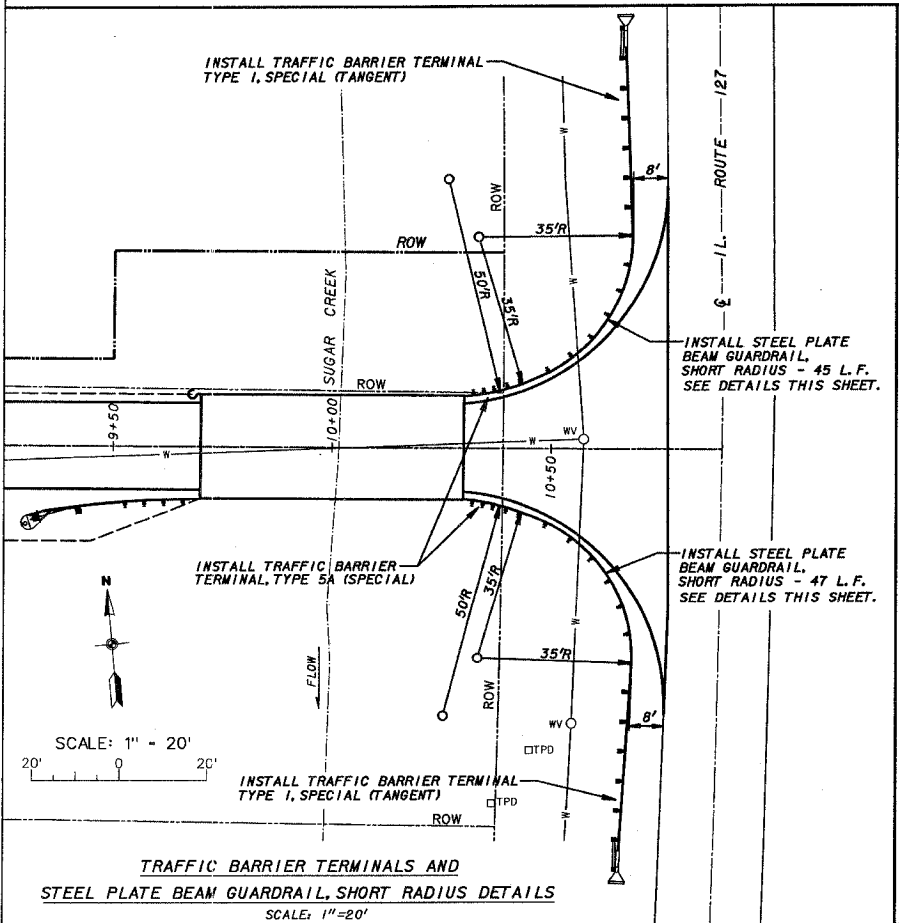 INSTALL TRAFFIC BARRIER TERMINAL
TYPE 1, SPECIAL (TANGENT)
IL. ROUTE 127
℄
8'
ROW
35'R
ROW
50'R
35'R
W
W
SUGAR CREEK
INSTALL STEEL PLATE
BEAM GUARDRAIL,
SHORT RADIUS - 45 L.F.
SEE DETAILS THIS SHEET.
ROW
9+50
10+00
10+50
W
W
WV
INSTALL TRAFFIC BARRIER
TERMINAL, TYPE 5A (SPECIAL)
INSTALL STEEL PLATE
BEAM GUARDRAIL,
SHORT RADIUS - 47 L.F.
SEE DETAILS THIS SHEET.
N
50'R
35'R
W
35'R
FLOW
ROW
8'
WV
TPD
SCALE: 1" = 20'
20' 0 20'
INSTALL TRAFFIC BARRIER TERMINAL
TYPE 1, SPECIAL (TANGENT)
TPD
W
ROW
TRAFFIC BARRIER TERMINALS AND
STEEL PLATE BEAM GUARDRAIL, SHORT RADIUS DETAILS
SCALE: 1"=20'